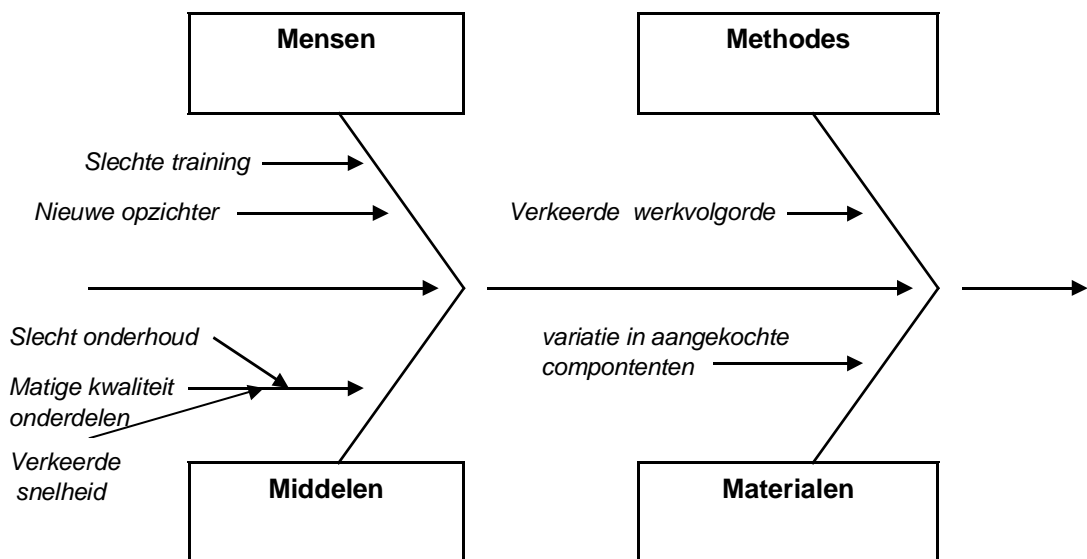 Mensen
Methodes
Slechte training
Nieuwe opzichter
Verkeerde werkvolgorde
Slecht onderhoud
variatie in aangekochte
compontenten
Matige kwaliteit
onderdelen
Verkeerde
snelheid
Middelen
Materialen